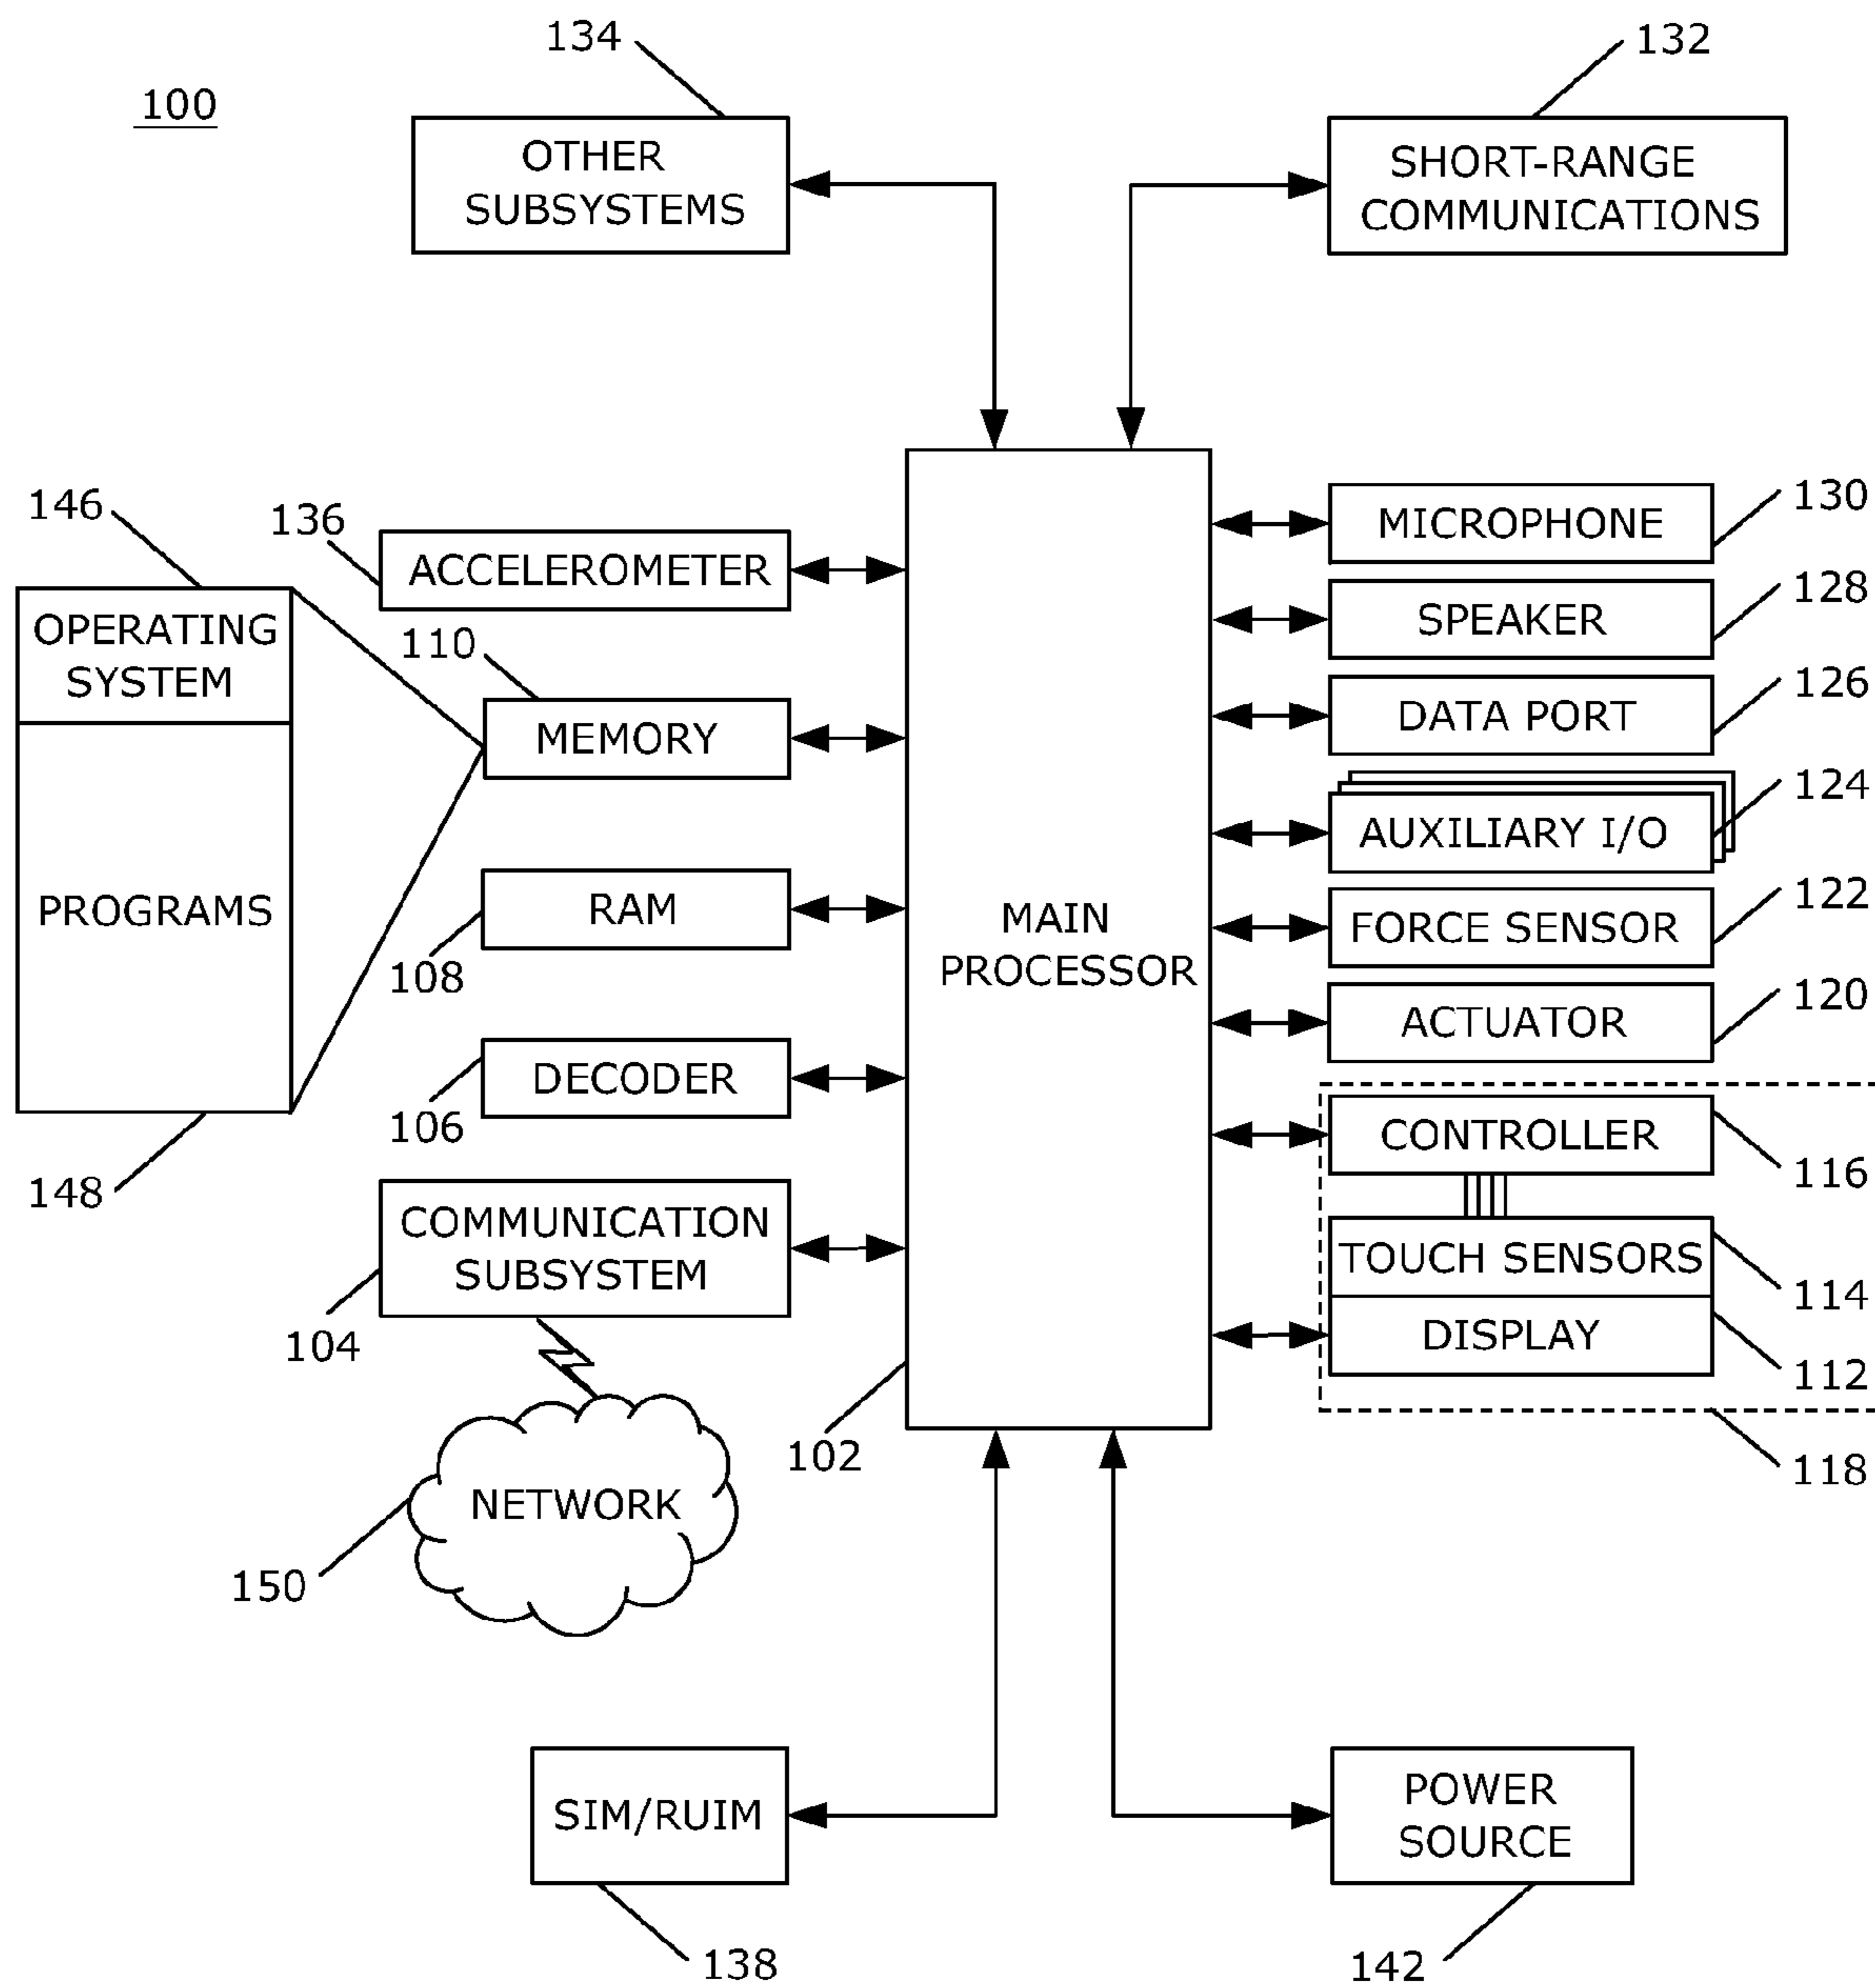 134
132
100
OTHER
SUBSYSTEMS
SHORT-RANGE
COMMUNICATIONS
146
136
ACCELEROMETER
110
OPERATING
SYSTEM
MEMORY
PROGRAMS
RAM
108
DECODER
106
148
COMMUNICATION
SUBSYSTEM
104
NETWORK
150
MAIN
PROCESSOR
102
MICROPHONE
130
SPEAKER
128
DATA PORT
126
AUXILIARY I/O
124
FORCE SENSOR
122
ACTUATOR
120
CONTROLLER
116
TOUCH SENSORS
114
DISPLAY
112
118
SIM/RUIM
138
POWER
SOURCE
142